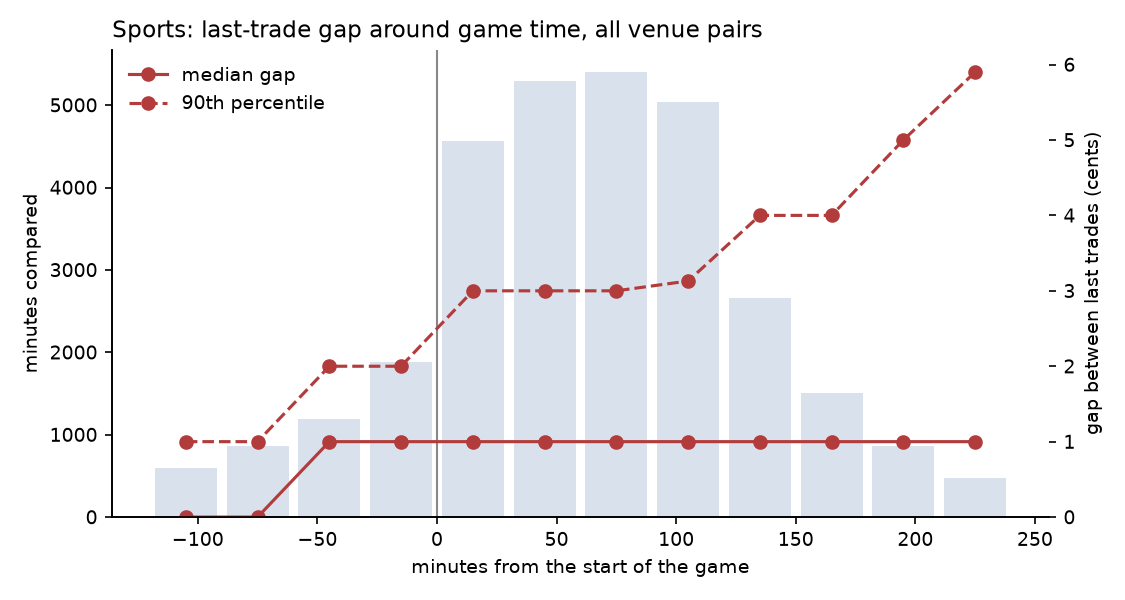 Sports: last-trade gap around game time, all venue pairs
median gap
90th percentile
minutes compared
5000
4000
3000
2000
1000
0
6
5
4
3
2
1
0
gap between last trades (cents)
−100 −50 0 50 100 150 200 250
minutes from the start of the game